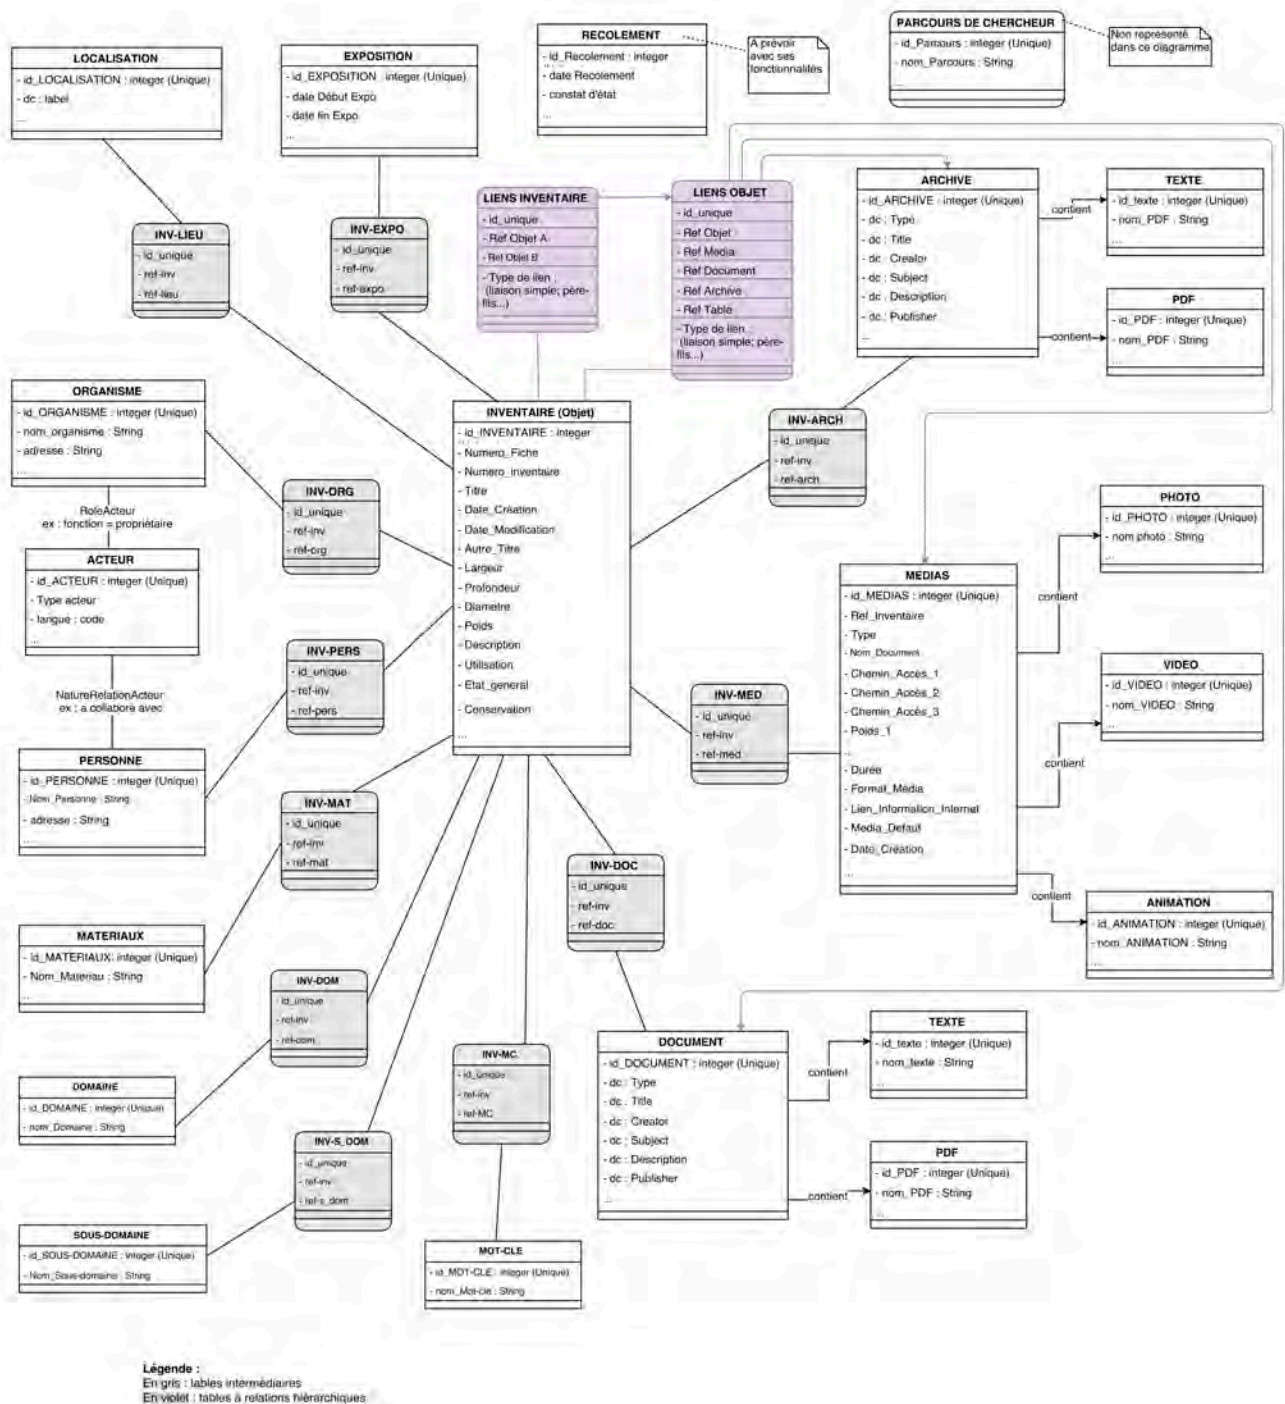 LOCALISATION
- id_LOCALISATION : integer (Unique)
- dc : label
...
EXPOSITION
- id_EXPOSITION : integer (Unique)
- date Début Expo
- date fin Expo
...
RECOLEMENT
- id_Recolement : integer
- date Recolement
- constat d'état
...
A prévoir
avec ses
fonctionnalités
PARCOURS DE CHERCHEUR
- id_Parcours : integer (Unique)
- nom_Parcours : String
...
Non représenté
dans ce diagramme
INV-LIEU
- id_unique
- ref-inv
- ref-lieu
INV-EXPO
- id_unique
- ref-inv
- ref-expo
LIENS INVENTAIRE
- id_unique
- Ref Objet A
- Ref Objet B
- Type de lien :
(liaison simple; père-
fils...)
LIENS OBJET
- id_unique
- Ref Objet
- Ref Media
- Ref Document
- Ref Archive
- Ref Table
- Type de lien :
(liaison simple; père-
fils...)
ARCHIVE
- id_ARCHIVE : integer (Unique)
- dc : Type
- dc : Title
- dc : Creator
- dc : Subject
- dc : Description
- dc : Publisher
...
contient
TEXTE
- id_texte : integer (Unique)
- nom_PDF : String
...
contient
PDF
- id_PDF : integer (Unique)
- nom_PDF : String
...
ORGANISME
- id_ORGANISME : integer (Unique)
- nom_organisme : String
- adresse : String
...
RoleActeur
ex : fonction = propriétaire
ACTEUR
- id_ACTEUR : integer (Unique)
- Type acteur
- langue : code
...
NatureRelationActeur
ex : a collaboré avec
PERSONNE
- id_PERSONNE : integer (Unique)
- Nom_Personne : String
- adresse : String
...
INV-ORG
- id_unique
- ref-inv
- ref-org
INV-PERS
- id_unique
- ref-inv
- ref-pers
INV-MAT
- id_unique
- ref-inv
- ref-mat
INVENTAIRE (Objet)
- id_INVENTAIRE : integer
- Numero_Fiche
- Numero_Inventaire
- Titre
- Date_Création
- Date_Modification
- Autre_Titre
- Largeur
- Profondeur
- Diametre
- Poids
- Description
- Utilisation
- Etat_general
- Conservation
...
INV-ARCH
- id_unique
- ref-inv
- ref-arch
INV-MED
- id_unique
- ref-inv
- ref-med
MEDIAS
- id_MEDIAS : integer (Unique)
- Ref_Inventaire
- Type
- Nom_Document
- Chemin_Accès_1
- Chemin_Accès_2
- Chemin_Accès_3
- Poids_1
...
- Durée
- Format_Média
- Lien_Information_Internet
- Media_Defaut
- Date_Création
...
contient
PHOTO
- id_PHOTO : integer (Unique)
- nom photo : String
...
contient
VIDEO
- id_VIDEO : integer (Unique)
- nom_VIDEO : String
...
contient
ANIMATION
- id_ANIMATION : integer (Unique)
- nom_ANIMATION : String
...
MATERIAUX
- id_MATERIAUX: integer (Unique)
- Nom_Materiau : String
...
INV-DOM
- id_unique
- ref-inv
- ref-dom
INV-DOC
- id_unique
- ref-inv
- ref-doc
INV-MC
- id_unique
- ref-inv
- ref-MC
DOMAINE
- id_DOMAINE : integer (Unique)
- nom_Domaine : String
INV-S_DOM
- id_unique
- ref-inv
- ref-s_dom
SOUS-DOMAINE
- id_SOUS-DOMAINE : integer (Unique)
- Nom_Sous-domaine : String
MOT-CLE
- id_MOT-CLE : integer (Unique)
- nom_Mot-cle : String
DOCUMENT
- id_DOCUMENT : integer (Unique)
- dc : Type
- dc : Title
- dc : Creator
- dc : Subject
- dc : Description
- dc : Publisher
...
contient
TEXTE
- id_texte : integer (Unique)
- nom_texte : String
...
contient
PDF
- id_PDF : integer (Unique)
- nom_PDF : String
...
Légende :
En gris : tables intermédiaires
En violet : tables à relations hiérarchiques